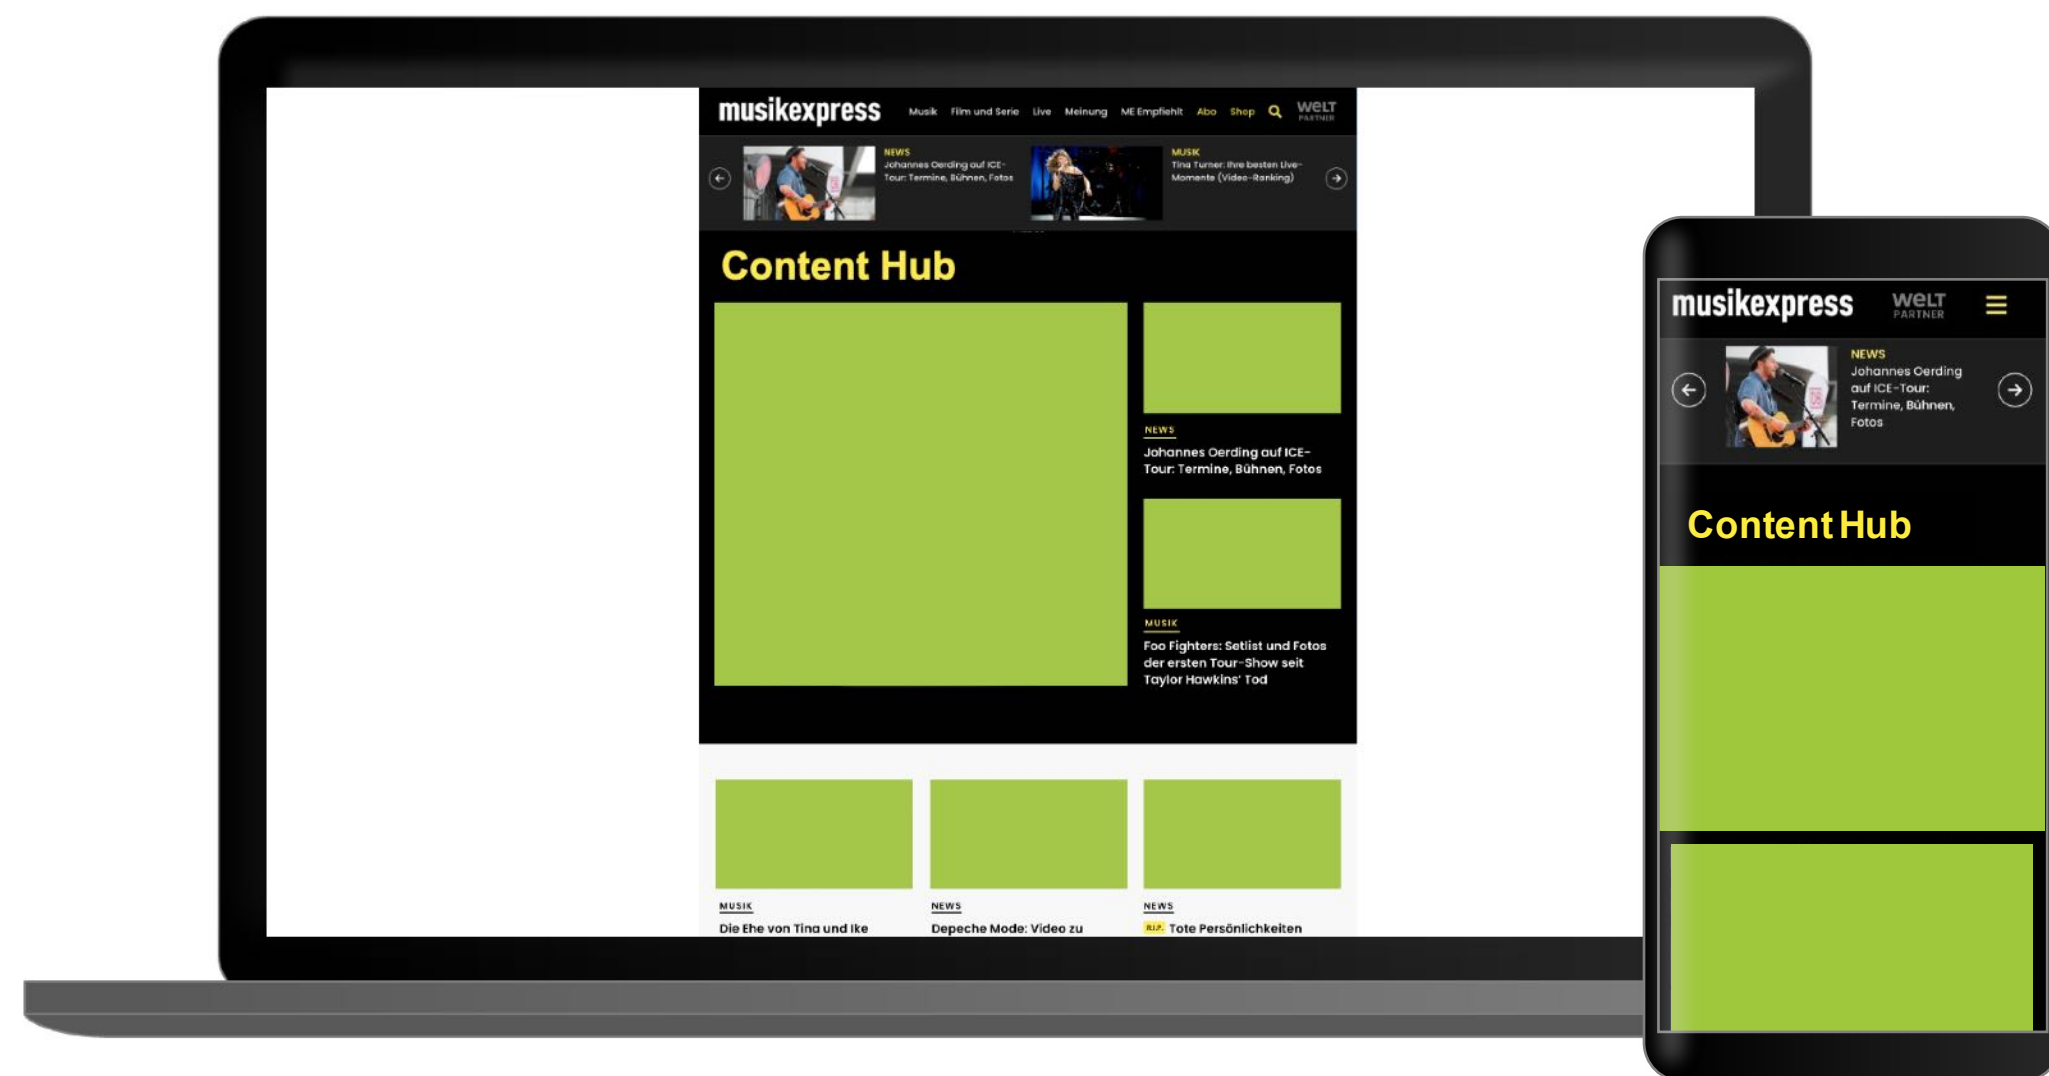 musikexpress
Musik Film und Serie Live Meinung ME Empfiehlt Abo Shop
WELT
PARTNER
NEWS
Johannes Oerding auf ICE-
Tour: Termine, Bühnen, Fotos
MUSIK
Tina Turner: Ihre besten Live-
Momente (Video-Ranking)
Content Hub
NEWS
Johannes Oerding auf ICE-
Tour: Termine, Bühnen, Fotos
MUSIK
Foo Fighters: Setlist und Fotos
der ersten Tour-Show seit
Taylor Hawkins' Tod
MUSIK
Die Ehe von Tina und Ike
NEWS
Depeche Mode: Video zu
NEWS
R.I.P. Tote Persönlichkeiten
musikexpress
WELT
PARTNER
NEWS
Johannes Oerding
auf ICE-Tour:
Termine, Bühnen,
Fotos
Content Hub